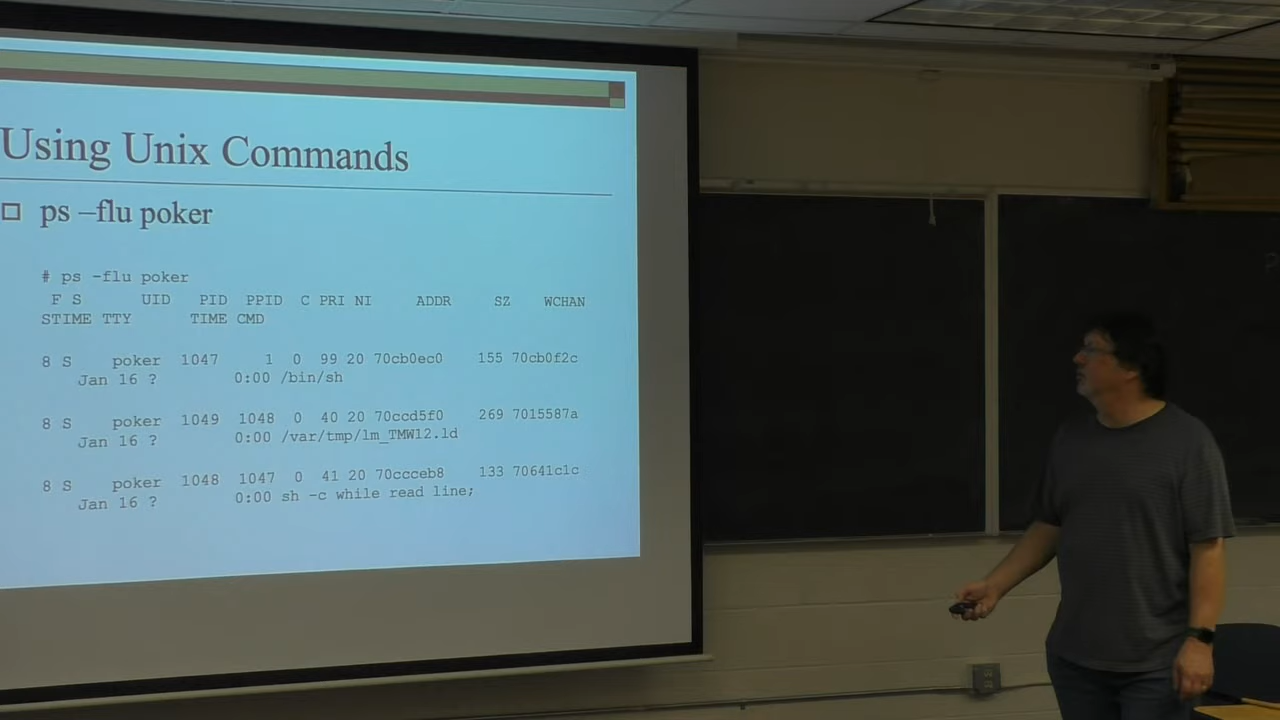 Using Unix Commands
ps –flu poker
# ps -flu poker
F S UID PID PPID C PRI NI ADDR SZ WCHAN
STIME TTY TIME CMD
8 S poker 1047 1 0 99 20 70cb0ec0 155 70cb0f2c
Jan 16 ? 0:00 /bin/sh
8 S poker 1049 1048 0 40 20 70ccd5f0 269 7015587a
Jan 16 ? 0:00 /var/tmp/lm_TMW12.ld
8 S poker 1048 1047 0 41 20 70ccceb8 133 70641c1c
Jan 16 ? 0:00 sh -c while read line;